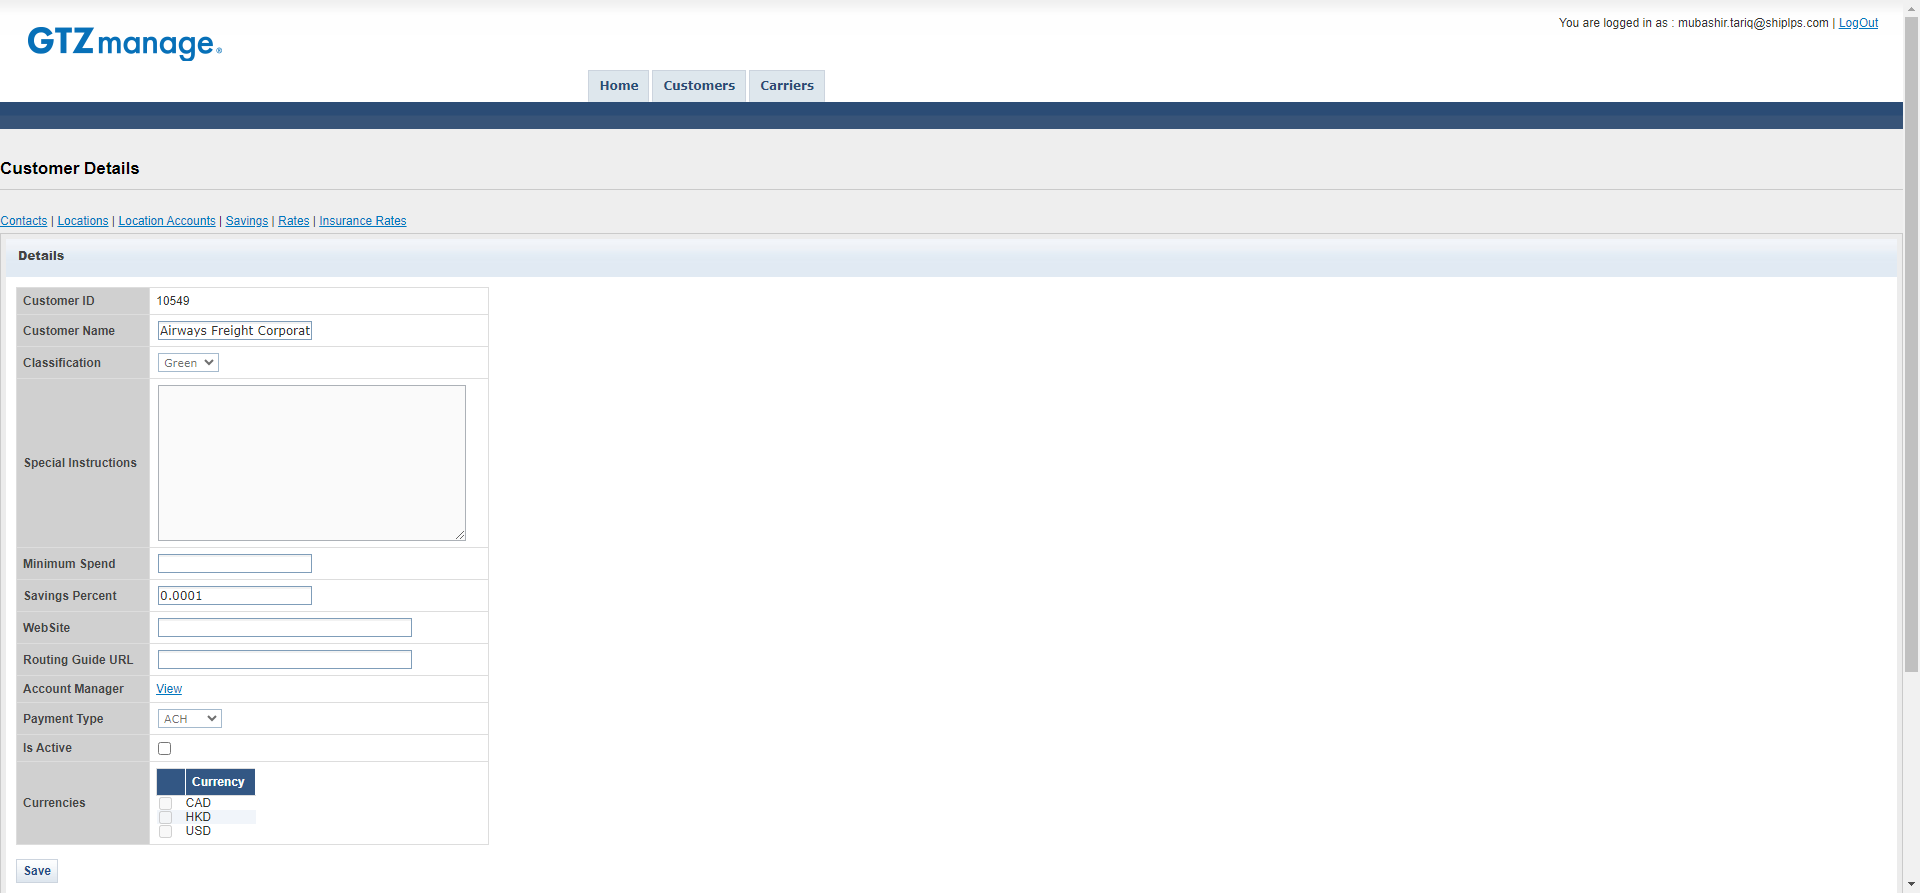 GTZmanage®
You are logged in as : mubashir.tariq@shiplps.com | LogOut
Home Customers Carriers
Customer Details
Contacts | Locations | Location Accounts | Savings | Rates | Insurance Rates
Details
Customer ID 10549
Customer Name Airways Freight Corporat
Classification Green
Special Instructions
Minimum Spend
Savings Percent 0.0001
WebSite
Routing Guide URL
Account Manager View
Payment Type ACH
Is Active
Currencies
Currency
CAD
HKD
USD
Save